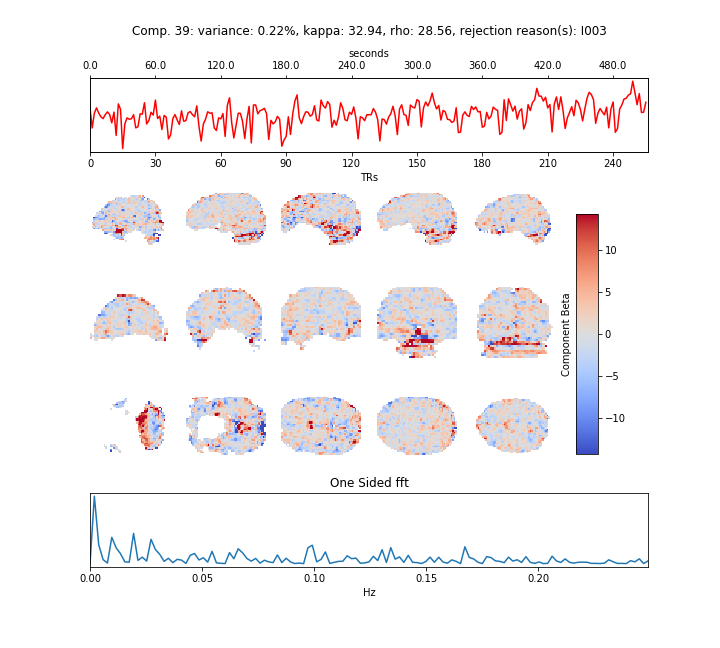 Comp. 39: variance: 0.22%, kappa: 32.94, rho: 28.56, rejection reason(s): I003
seconds
0.0 60.0 120.0 180.0 240.0 300.0 360.0 420.0 480.0
0 30 60 90 120 150 180 210 240
TRs
10
5
0
−5
−10
Component Beta
One Sided fft
0.00 0.05 0.10 0.15 0.20
Hz